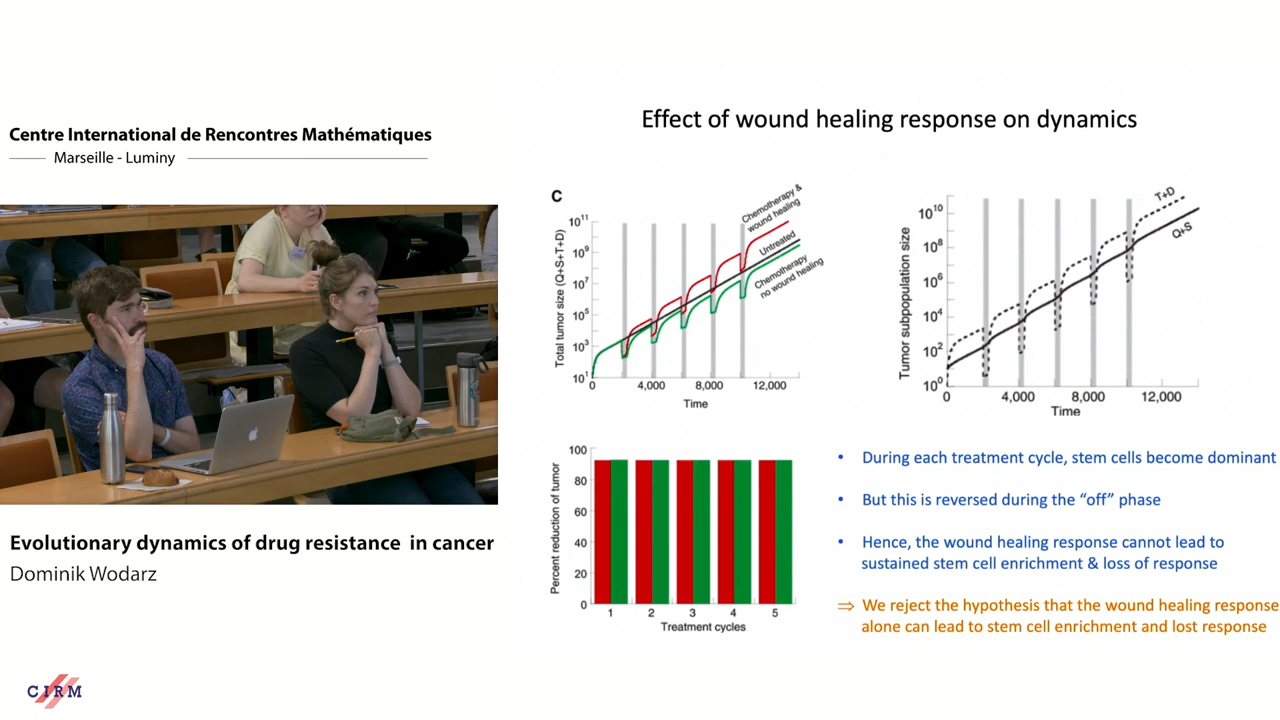 Centre International de Rencontres Mathématiques
Marseille - Luminy
Evolutionary dynamics of drug resistance in cancer
Dominik Wodarz
CIRM
Effect of wound healing response on dynamics
C
Total tumor size (Q+S+T+D)
10¹¹
10⁹
10⁷
10⁵
10³
10¹
0
4,000
8,000
12,000
Time
Chemotherapy &
wound healing
Untreated
Chemotherapy
no wound healing
Tumor subpopulation size
10¹⁰
10⁸
10⁶
10⁴
10²
10⁰
0
4,000
8,000
12,000
Time
T+D
Q+S
Percent reduction of tumor
100
80
60
40
20
0
1
2
3
4
5
Treatment cycles
• During each treatment cycle, stem cells become dominant
• But this is reversed during the “off” phase
• Hence, the wound healing response cannot lead to
sustained stem cell enrichment & loss of response
⇒ We reject the hypothesis that the wound healing response
alone can lead to stem cell enrichment and lost response